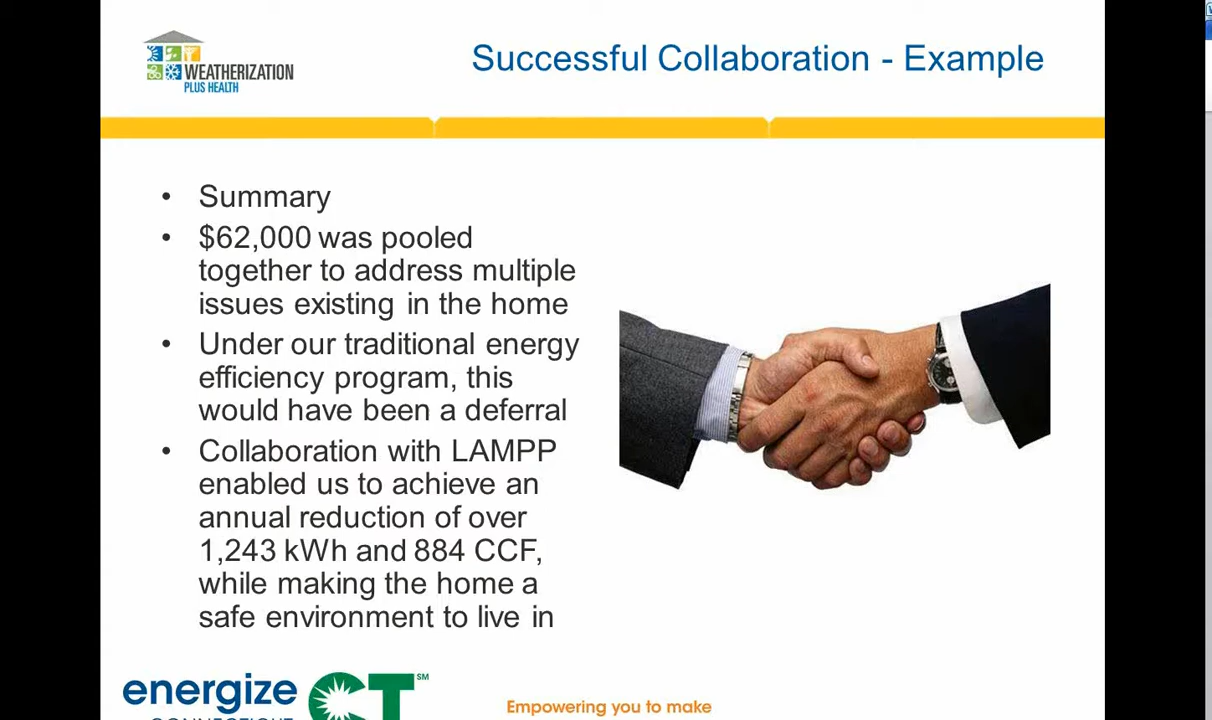 WEATHERIZATION
PLUS HEALTH
Successful Collaboration - Example
• Summary
• $62,000 was pooled
together to address multiple
issues existing in the home
• Under our traditional energy
efficiency program, this
would have been a deferral
• Collaboration with LAMPP
enabled us to achieve an
annual reduction of over
1,243 kWh and 884 CCF,
while making the home a
safe environment to live in
energize CT SM
Empowering you to make